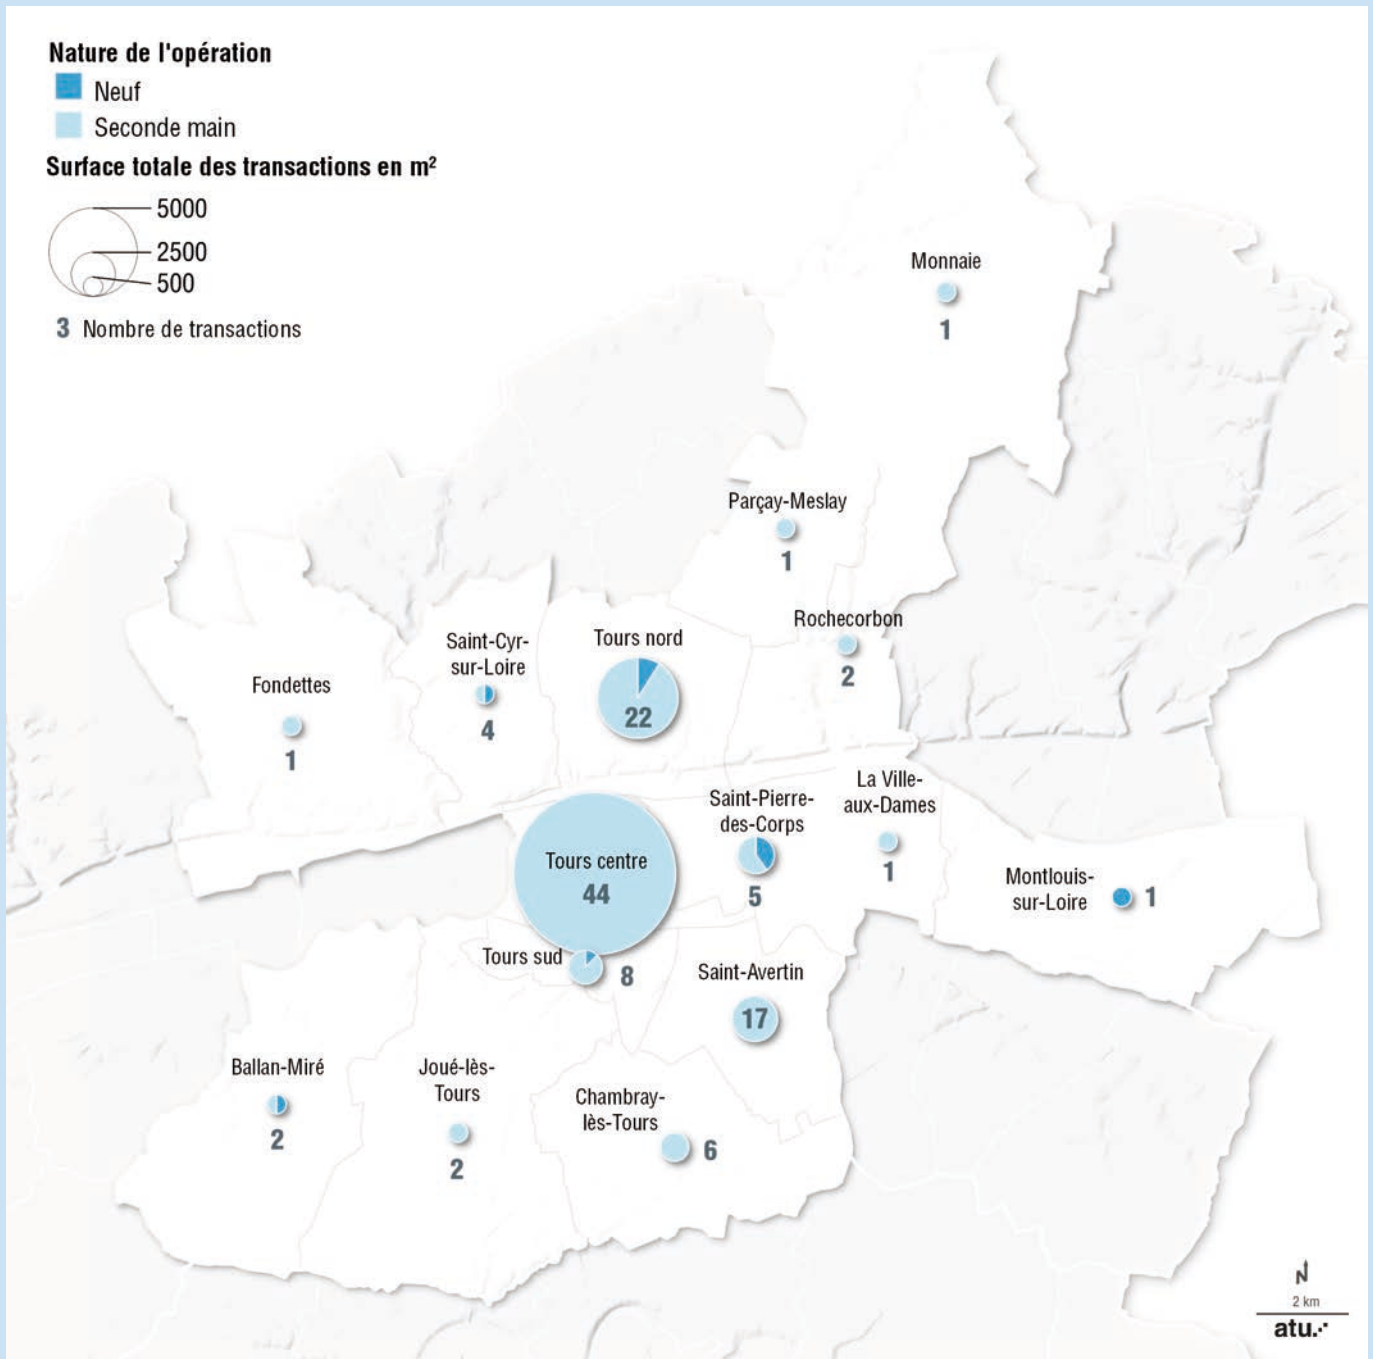 Nature de l'opération
Neuf
Seconde main
Surface totale des transactions en m²
5000
2500
500
3 Nombre de transactions
Monnaie
1
Parçay-Meslay
1
Rochecorbon
2
Tours nord
22
Saint-Cyr-
sur-Loire
4
Fondettes
1
La Ville-
aux-Dames
1
Saint-Pierre-
des-Corps
5
Tours centre
44
Montlouis-
sur-Loire
1
Tours sud
8
Saint-Avertin
17
Ballan-Miré
2
Joué-lès-
Tours
2
Chambray-
lès-Tours
6
N
2 km
atu.